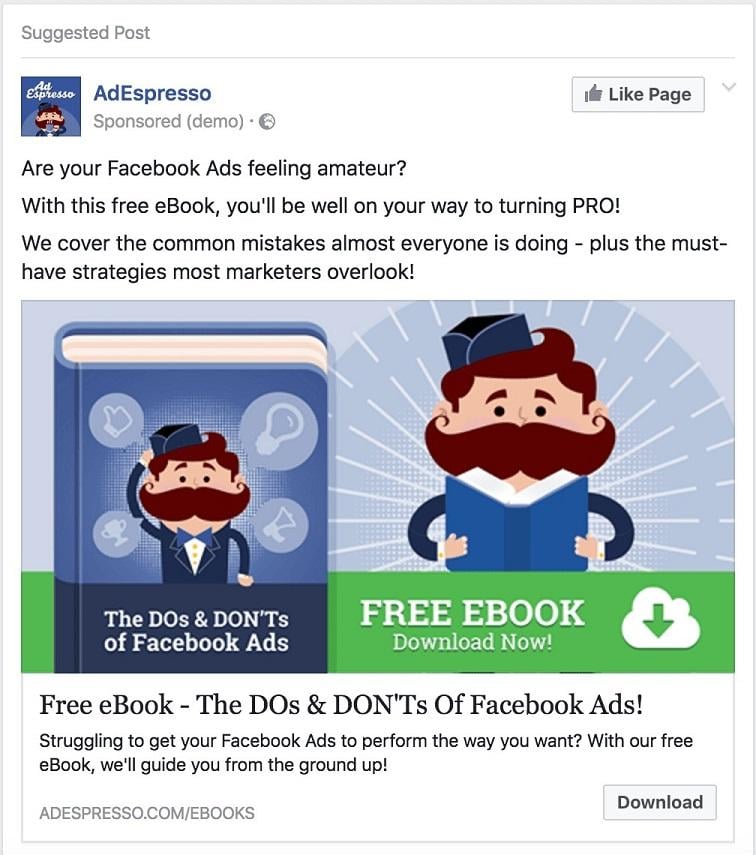 Suggested Post
Ad
Espresso
AdEspresso
Sponsored (demo) ·
Like Page
Are your Facebook Ads feeling amateur?
With this free eBook, you'll be well on your way to turning PRO!
We cover the common mistakes almost everyone is doing - plus the must-
have strategies most marketers overlook!
The DOs & DON'Ts
of Facebook Ads
FREE EBOOK
Download Now!
Free eBook - The DOs & DON'Ts Of Facebook Ads!
Struggling to get your Facebook Ads to perform the way you want? With our free
eBook, we'll guide you from the ground up!
ADESPRESSO.COM/EBOOKS
Download